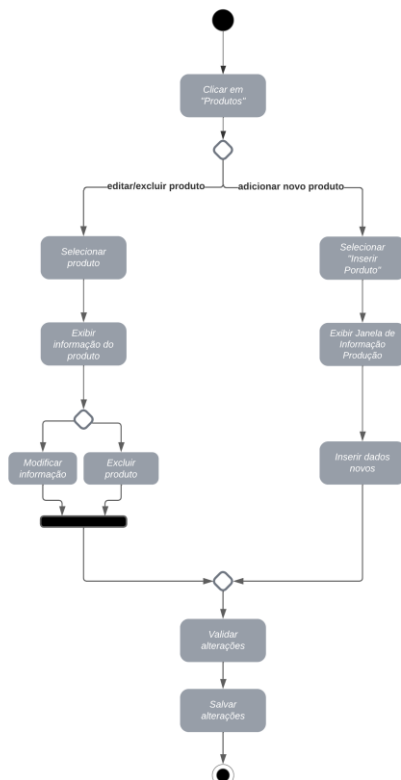 Clicar em
"Produtos"
editar/excluir produto
adicionar novo produto
Selecionar
produto
Selecionar
"Inserir
Porduto"
Exibir
informação do
produto
Exibir Janela de
Informação
Produção
Modificar
informação
Excluir
produto
Inserir dados
novos
Validar
alterações
Salvar
alterações